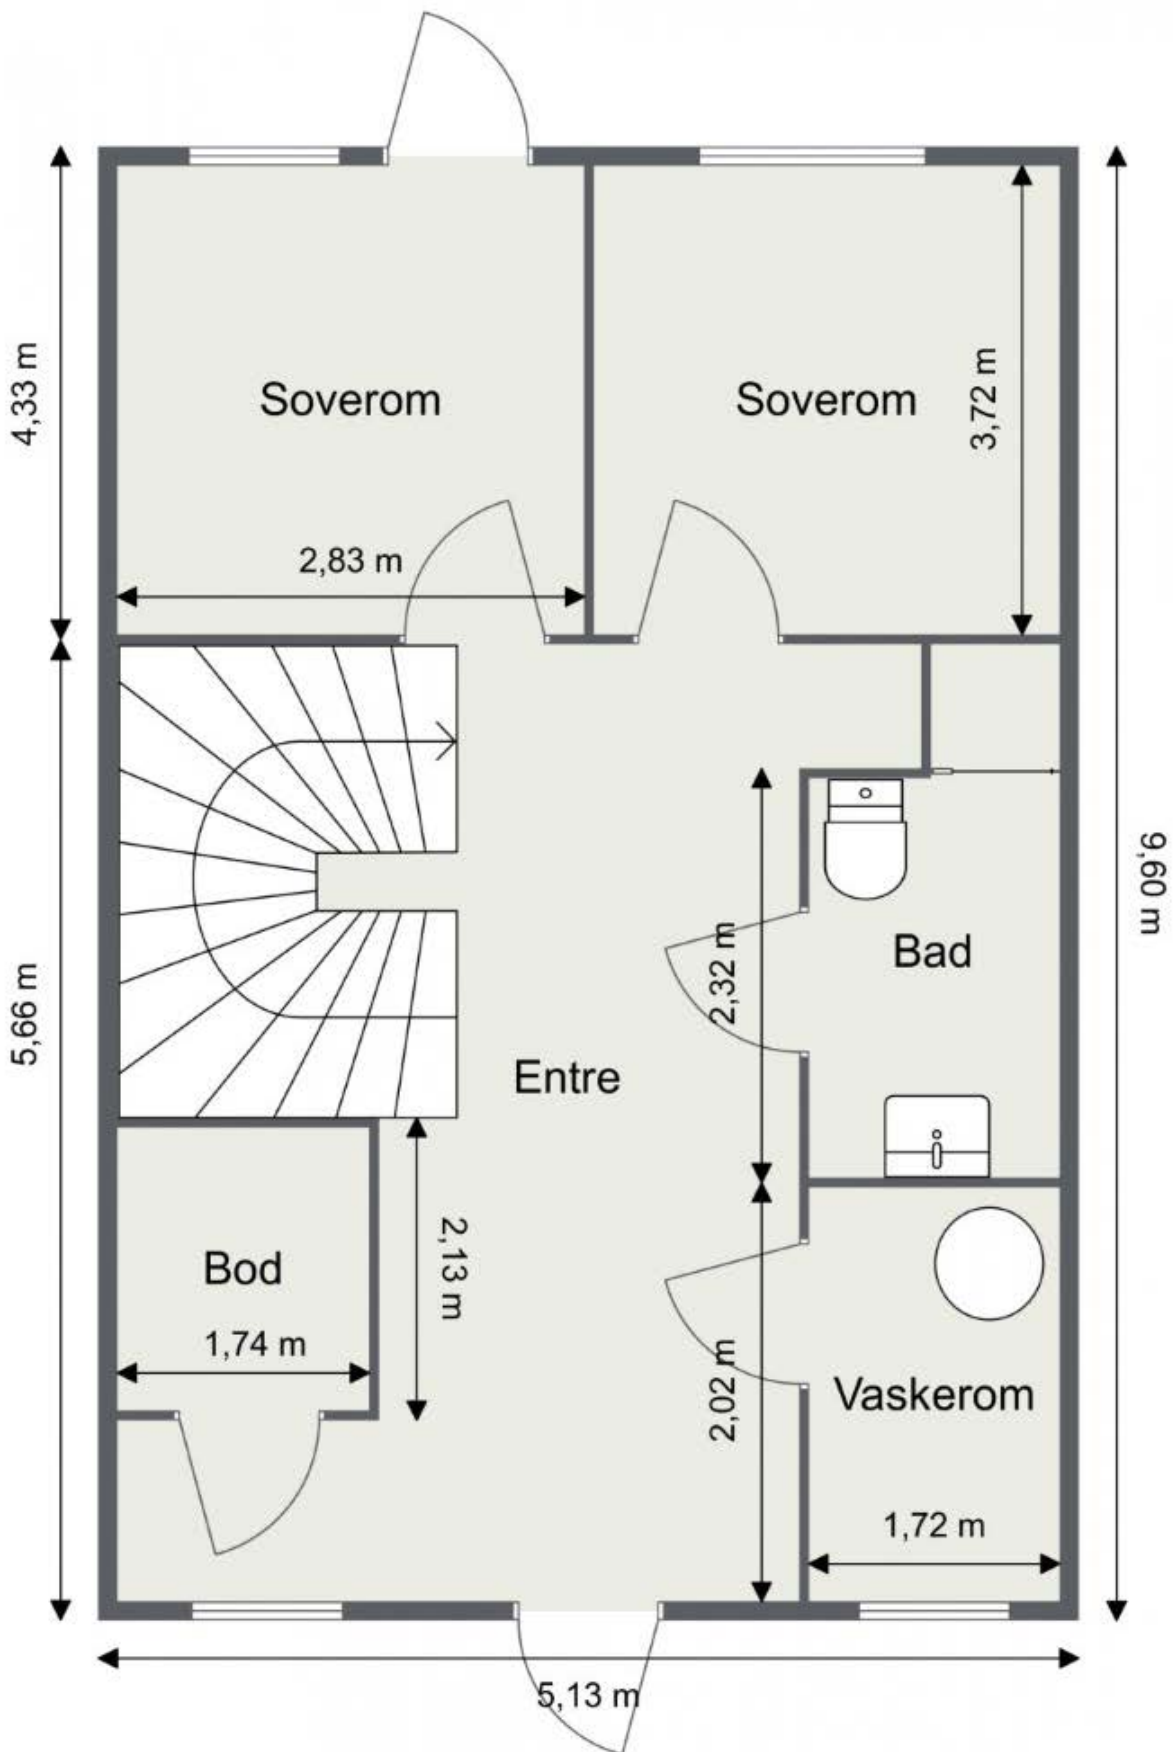 4,33 m
Soverom
Soverom
3,72 m
2,83 m
9,60 m
5,66 m
Bad
2,32 m
Entre
Bod
2,13 m
1,74 m
2,02 m
Vaskerom
1,72 m
5,13 m